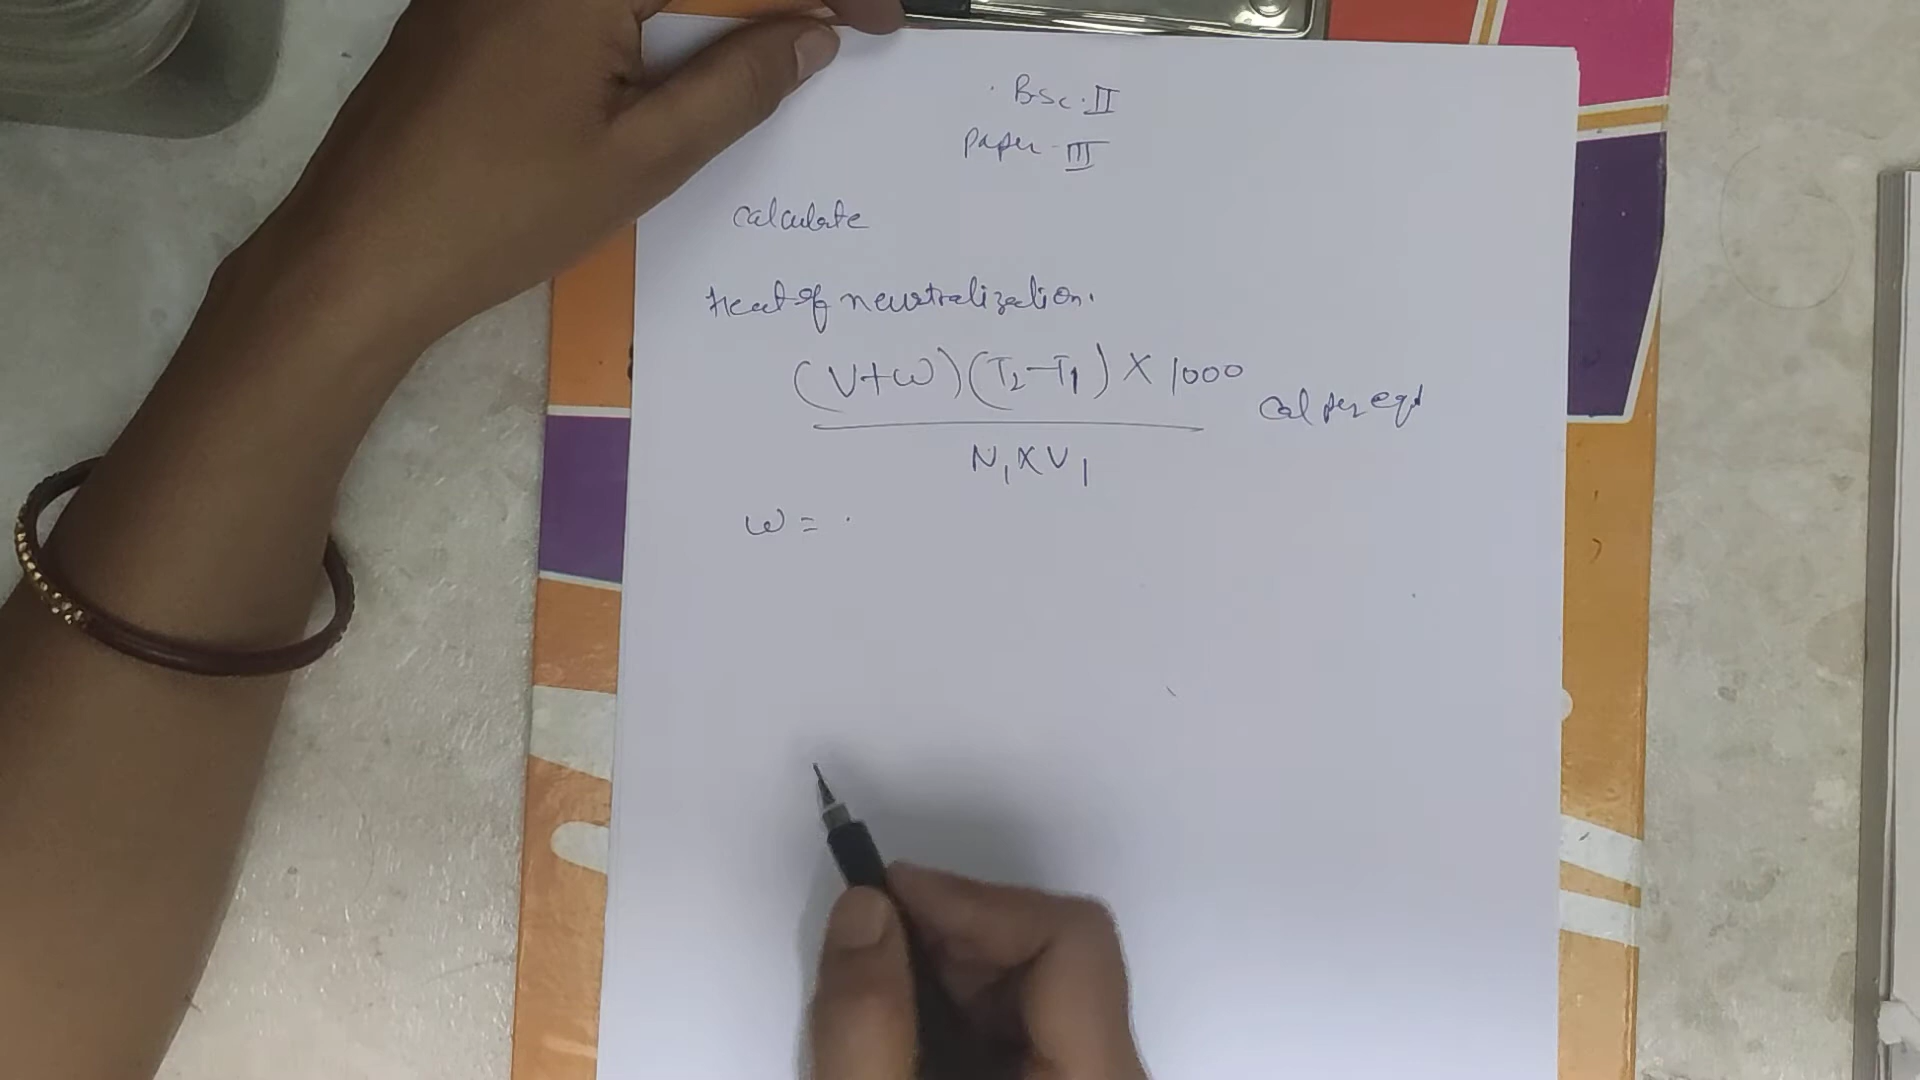 BSc. II
Paper - III
Calculate
Heat of neutralization.
(V+W)(T₂-T₁) X 1000
Cal per eqt
N₁ X V₁
W = .